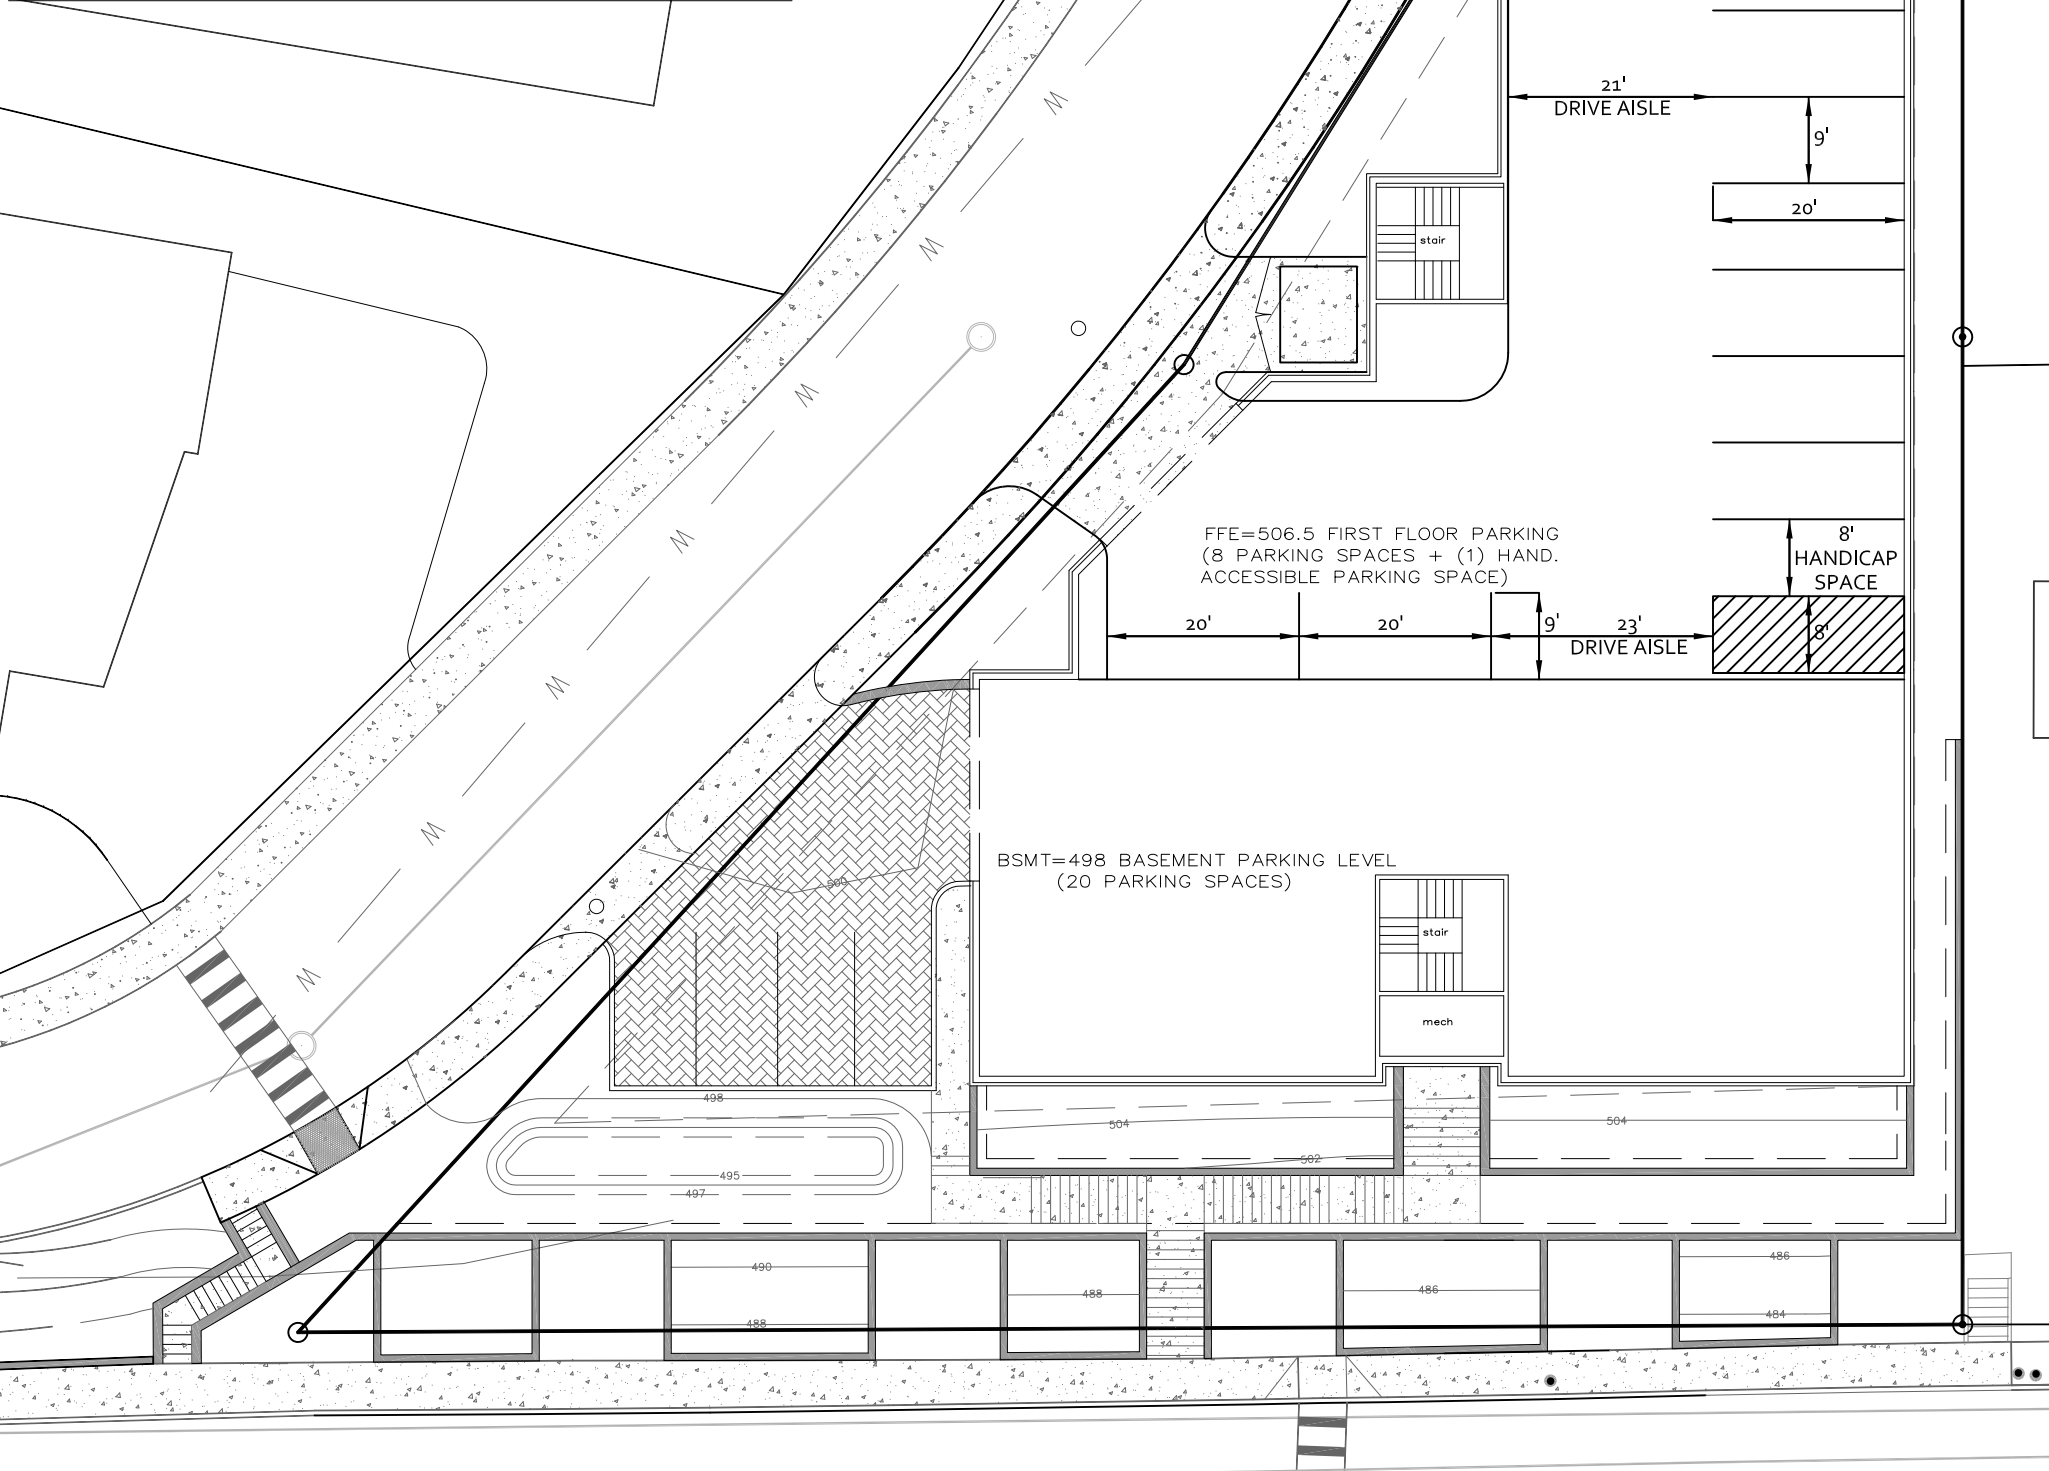 21'
DRIVE AISLE
9'
20'
stair
W
W
W
W
W
W
W
W
FFE=506.5 FIRST FLOOR PARKING
(8 PARKING SPACES + (1) HAND.
ACCESSIBLE PARKING SPACE)
8'
HANDICAP
SPACE
20'
20'
9'
23'
DRIVE AISLE
8'
BSMT=498 BASEMENT PARKING LEVEL
(20 PARKING SPACES)
500
stair
mech
498
504
504
502
495
497
490
488
488
486
486
484